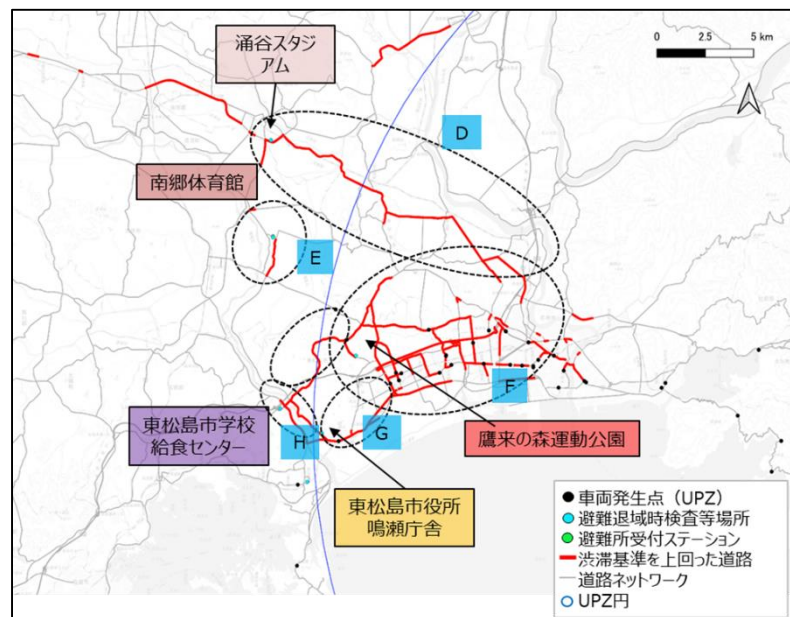 涌谷スタジ
アム
0 2.5 5 km
D
南郷体育館
E
F
東松島市学校
給食センター
H
G
鷹来の森運動公園
東松島市役所
鳴瀬庁舎
車両発生点（UPZ）
避難退域時検査等場所
避難所受付ステーション
渋滞基準を上回った道路
道路ネットワーク
UPZ円